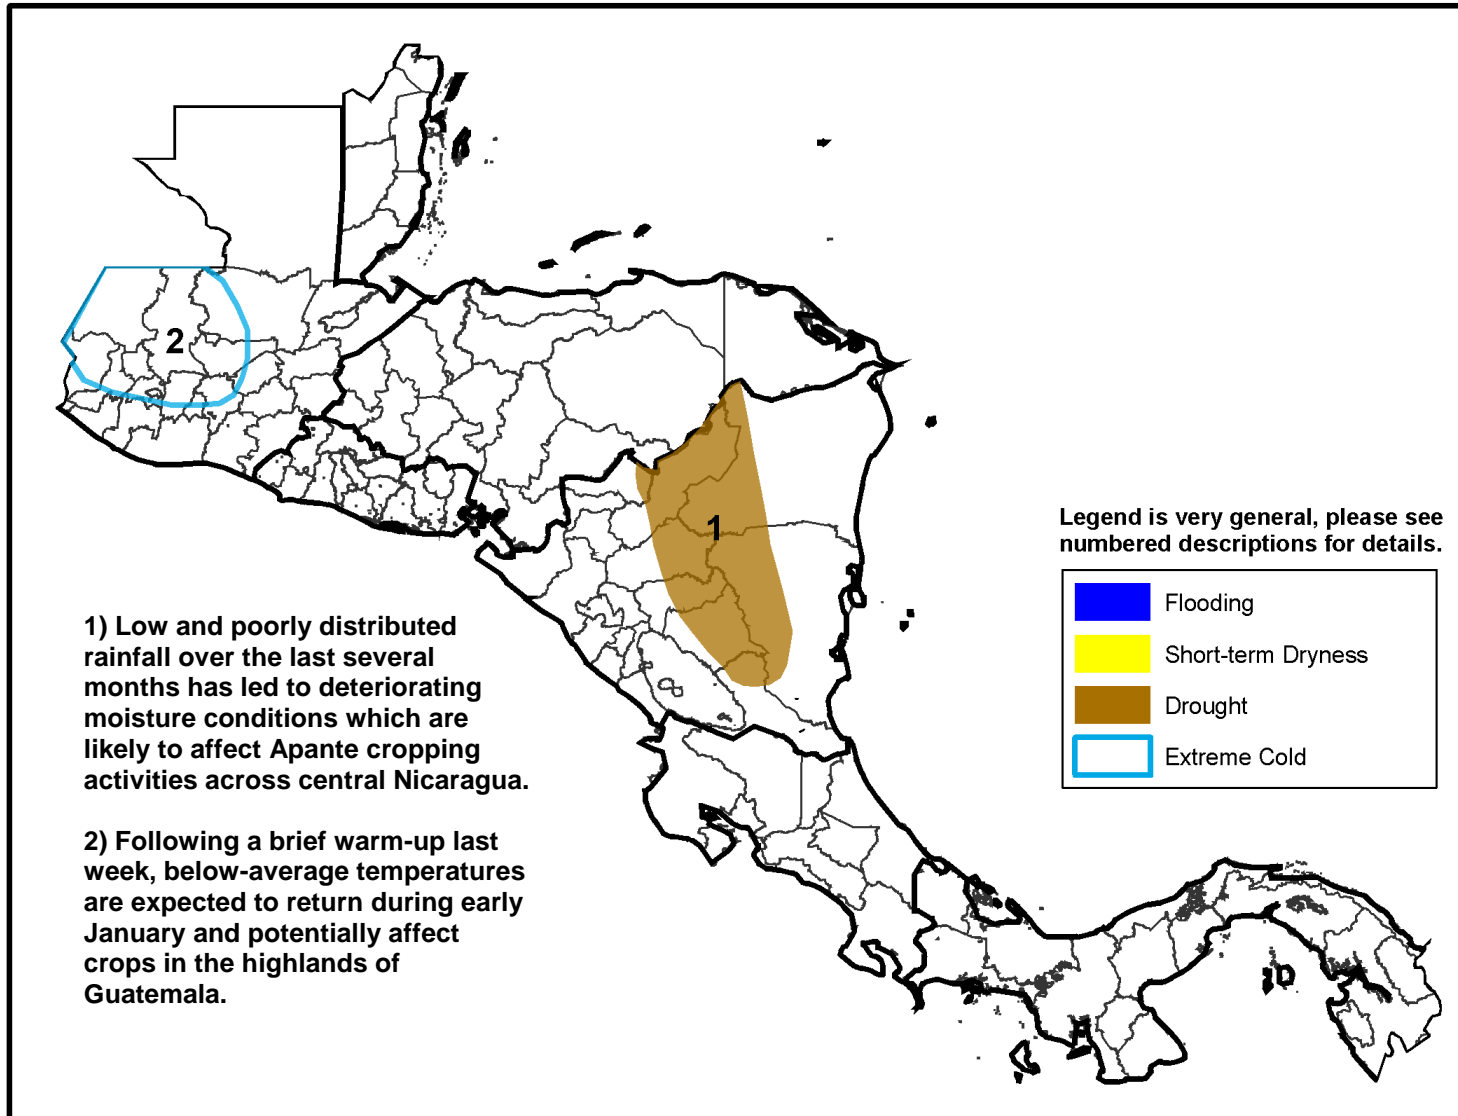 2
1
Legend is very general, please see
numbered descriptions for details.
Flooding
Short-term Dryness
Drought
Extreme Cold
1) Low and poorly distributed
rainfall over the last several
months has led to deteriorating
moisture conditions which are
likely to affect Apante cropping
activities across central Nicaragua.
2) Following a brief warm-up last
week, below-average temperatures
are expected to return during early
January and potentially affect
crops in the highlands of
Guatemala.